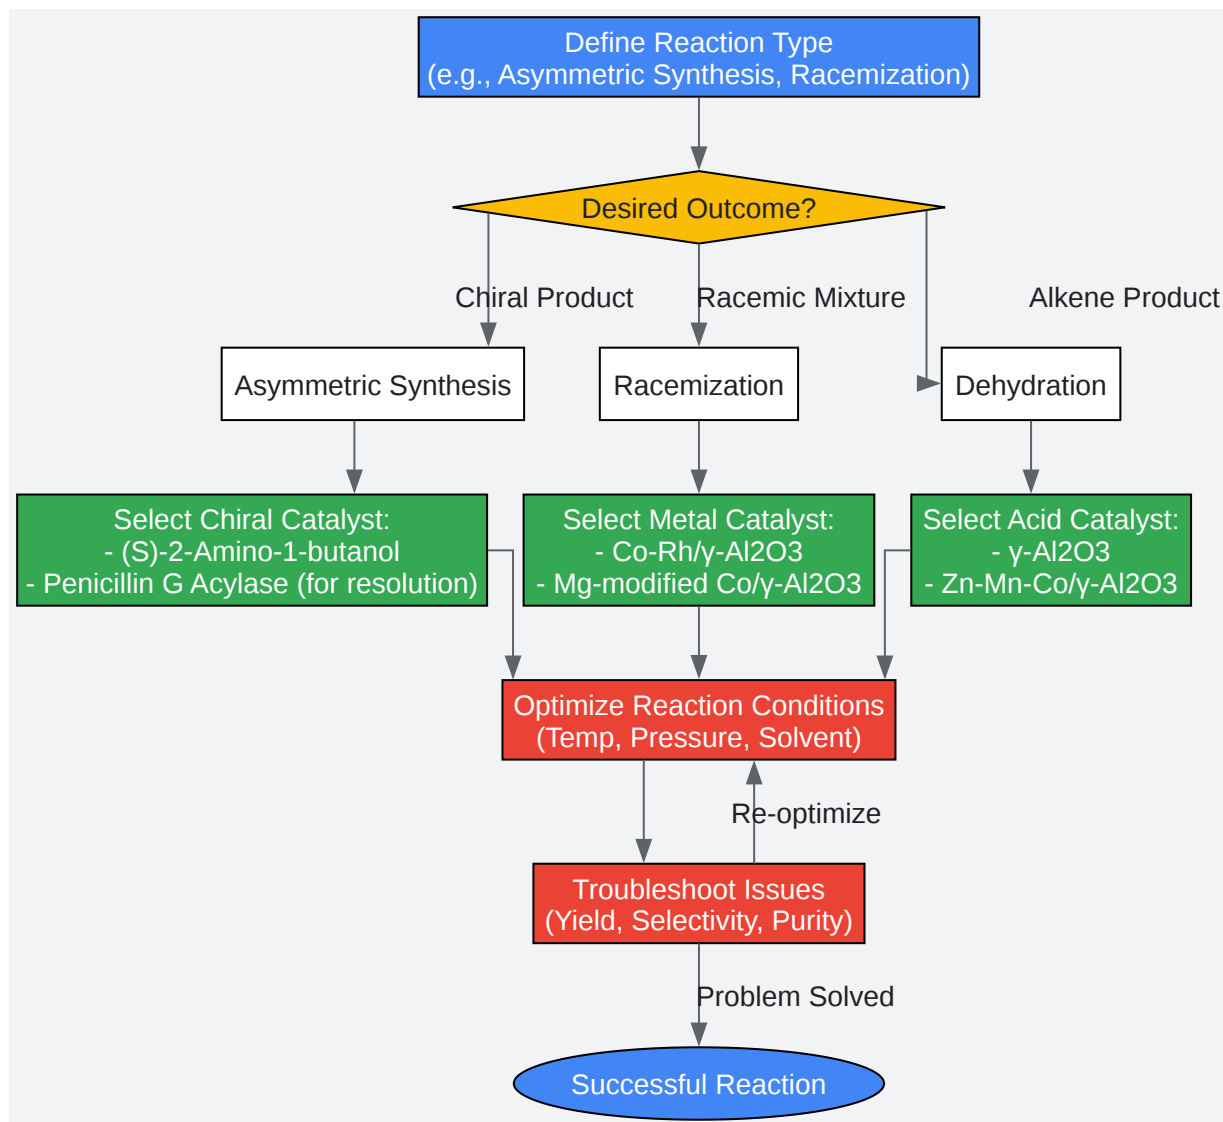 Define Reaction Type
(e.g., Asymmetric Synthesis, Racemization)
Desired Outcome?
Chiral Product
Racemic Mixture
Alkene Product
Asymmetric Synthesis
Racemization
Dehydration
Select Chiral Catalyst:
- (S)-2-Amino-1-butanol
- Penicillin G Acylase (for resolution)
Select Metal Catalyst:
- Co-Rh/γ-Al2O3
- Mg-modified Co/γ-Al2O3
Select Acid Catalyst:
- γ-Al2O3
- Zn-Mn-Co/γ-Al2O3
Optimize Reaction Conditions
(Temp, Pressure, Solvent)
Re-optimize
Troubleshoot Issues
(Yield, Selectivity, Purity)
Problem Solved
Successful Reaction